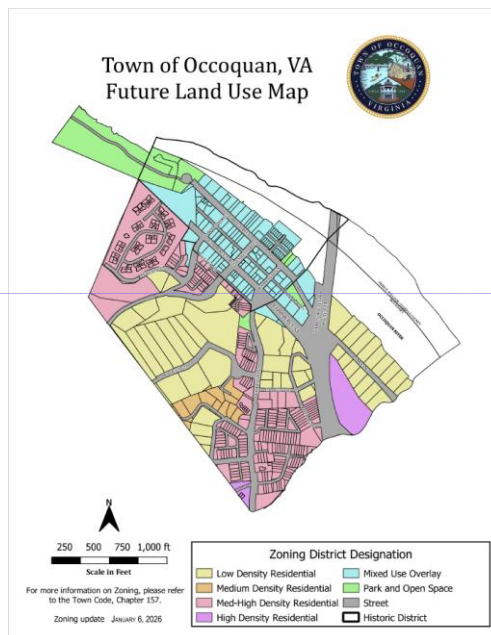 Town of Occoquan, VA
Future Land Use Map
TOWN OF OCCOQUAN
VIRGINIA
OCCOQUAN RIVER
N
250 500 750 1,000 ft
Scale in Feet
For more information on Zoning, please refer
to the Town Code, Chapter 157.
Zoning update JANUARY 6, 2026
Zoning District Designation
Low Density Residential
Medium Density Residential
Med-High Density Residential
High Density Residential
Mixed Use Overlay
Park and Open Space
Street
Historic District